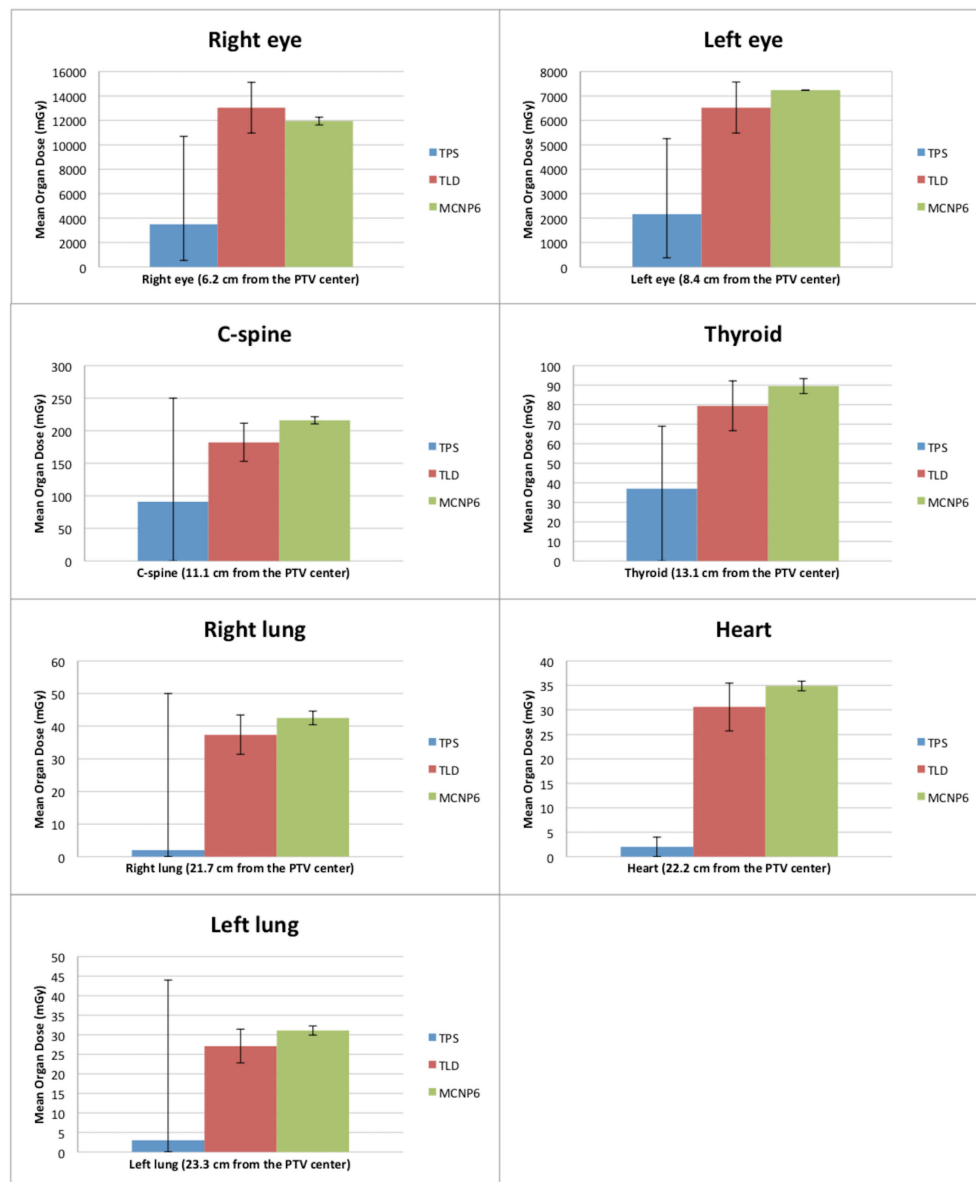 Right eye
Mean Organ Dose (mGy)
16000
14000
12000
10000
8000
6000
4000
2000
0
TPS
TLD
MCNP6
Right eye (6.2 cm from the PTV center)
Left eye
Mean Organ Dose (mGy)
8000
7000
6000
5000
4000
3000
2000
1000
0
TPS
TLD
MCNP6
Left eye (8.4 cm from the PTV center)
C-spine
Mean Organ Dose (mGy)
300
250
200
150
100
50
0
TPS
TLD
MCNP6
C-spine (11.1 cm from the PTV center)
Thyroid
Mean Organ Dose (mGy)
100
90
80
70
60
50
40
30
20
10
0
TPS
TLD
MCNP6
Thyroid (13.1 cm from the PTV center)
Right lung
Mean Organ Dose (mGy)
60
50
40
30
20
10
0
TPS
TLD
MCNP6
Right lung (21.7 cm from the PTV center)
Heart
Mean Organ Dose (mGy)
40
35
30
25
20
15
10
5
0
TPS
TLD
MCNP6
Heart (22.2 cm from the PTV center)
Left lung
Mean Organ Dose (mGy)
50
45
40
35
30
25
20
15
10
5
0
TPS
TLD
MCNP6
Left lung (23.3 cm from the PTV center)